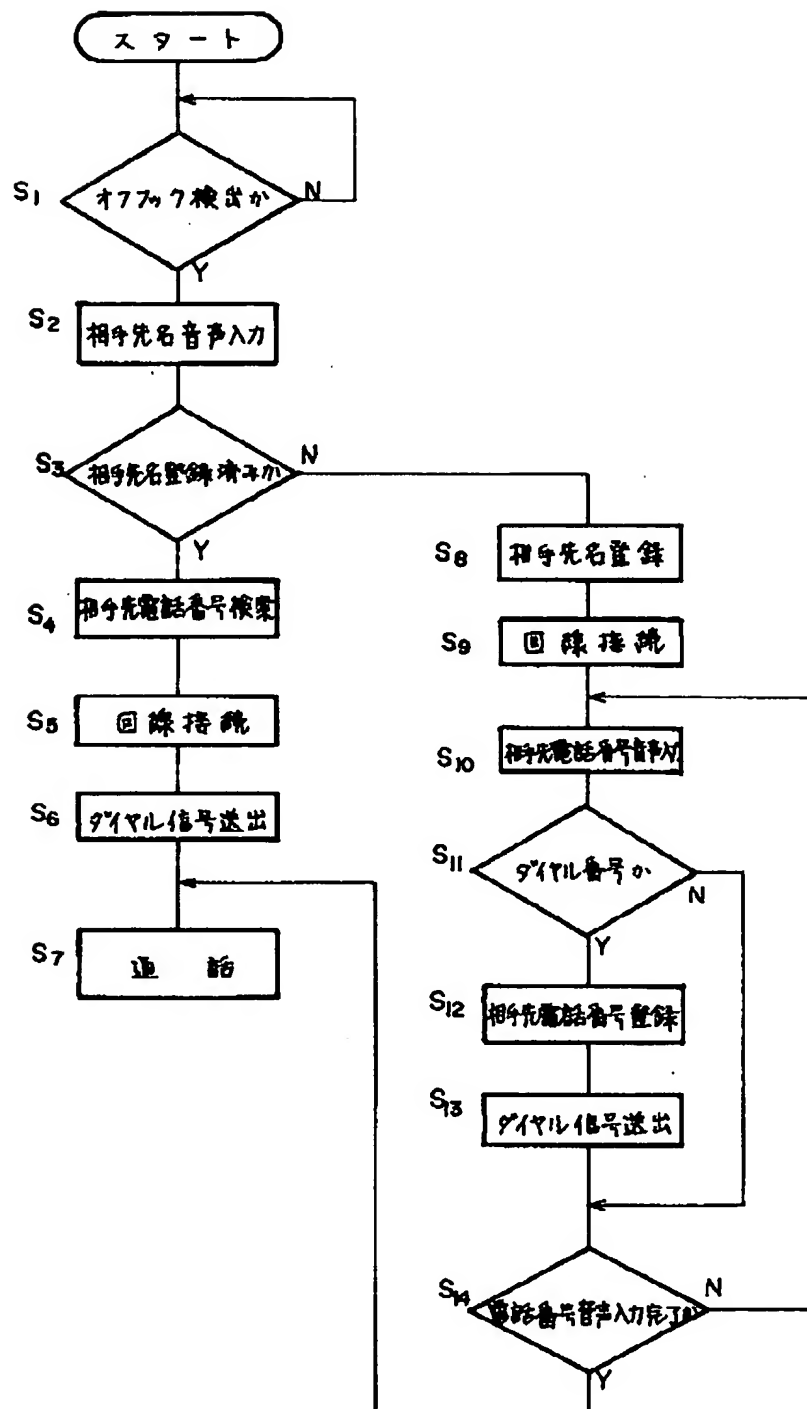 スタート
S1
オフフック検出か
N
Y
S2
相手先名音声入力
S3
相手先名登録済みか
N
Y
S4
相手先電話番号検索
S5
回線接続
S6
ダイヤル信号送出
S7
通話
S8
相手先名登録
S9
回線接続
S10
相手先電話番号音声入力
S11
ダイヤル番号か
N
Y
S12
相手先電話番号登録
S13
ダイヤル信号送出
S14
電話番号音声入力完了か
N
Y